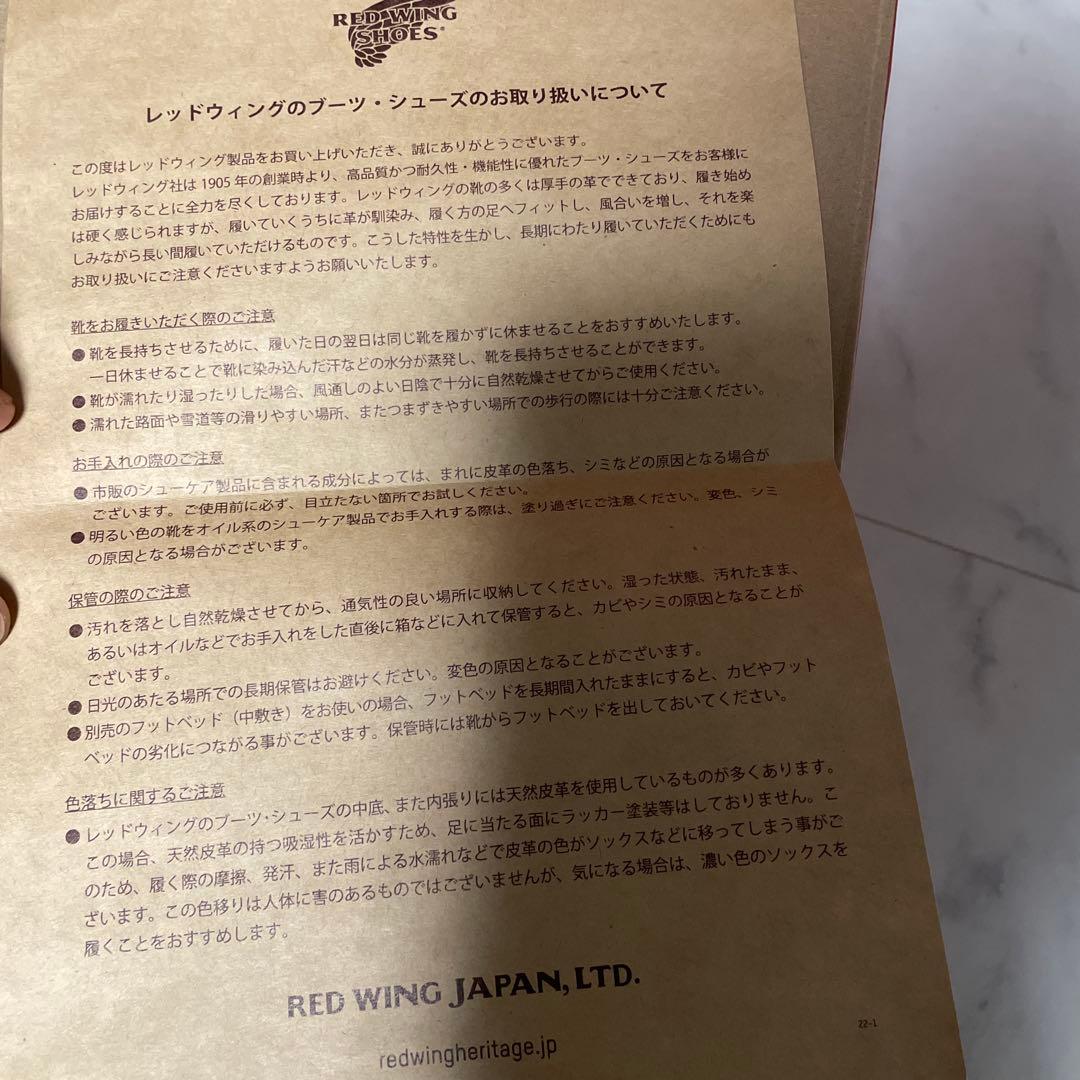 RED WING
SHOES®
レッドウィングのブーツ・シューズのお取り扱いについて
この度はレッドウィング製品をお買い上げいただき、誠にありがとうございます。
レッドウィング社は 1905 年の創業時より、高品質かつ耐久性・機能性に優れたブーツ・シューズをお客様に
お届けすることに全力を尽くしております。レッドウィングの靴の多くは厚手の革でできており、履き始め
は硬く感じられますが、履いていくうちに革が馴染み、履く方の足へフィットし、風合いを増し、それを楽
しみながら長い間履いていただけるものです。こうした特性を生かし、長期にわたり履いていただくためにも
お取り扱いにご注意くださいますようお願いいたします。
靴をお履きいただく際のご注意
● 靴を長持ちさせるために、履いた日の翌日は同じ靴を履かずに休ませることをおすすめいたします。
一日休ませることで靴に染み込んだ汗などの水分が蒸発し、靴を長持ちさせることができます。
● 靴が濡れたり湿ったりした場合、風通しのよい日陰で十分に自然乾燥させてからご使用ください。
● 濡れた路面や雪道等の滑りやすい場所、またつまずきやすい場所での歩行の際には十分ご注意ください。
お手入れの際のご注意
● 市販のシューケア製品に含まれる成分によっては、まれに皮革の色落ち、シミなどの原因となる場合が
ございます。ご使用前に必ず、目立たない箇所でお試しください。
● 明るい色の靴をオイル系のシューケア製品でお手入れする際は、塗り過ぎにご注意ください。変色、シミ
の原因となる場合がございます。
保管の際のご注意
● 汚れを落とし自然乾燥させてから、通気性の良い場所に収納してください。湿った状態、汚れたまま、
あるいはオイルなどでお手入れをした直後に箱などに入れて保管すると、カビやシミの原因となることが
ございます。
● 日光のあたる場所での長期保管はお避けください。変色の原因となることがございます。
● 別売のフットベッド（中敷き）をお使いの場合、フットベッドを長期間入れたままにすると、カビやフット
ベッドの劣化につながる事がございます。保管時には靴からフットベッドを出しておいてください。
色落ちに関するご注意
● レッドウィングのブーツ・シューズの中底、また内張りには天然皮革を使用しているものが多くあります。
この場合、天然皮革の持つ吸湿性を活かすため、足に当たる面にラッカー塗装等はしておりません。こ
のため、履く際の摩擦、発汗、また雨による水濡れなどで皮革の色がソックスなどに移ってしまう事がご
ざいます。この色移りは人体に害のあるものではございませんが、気になる場合は、濃い色のソックスを
履くことをおすすめします。
RED WING JAPAN, LTD.
22-1
redwingheritage.jp